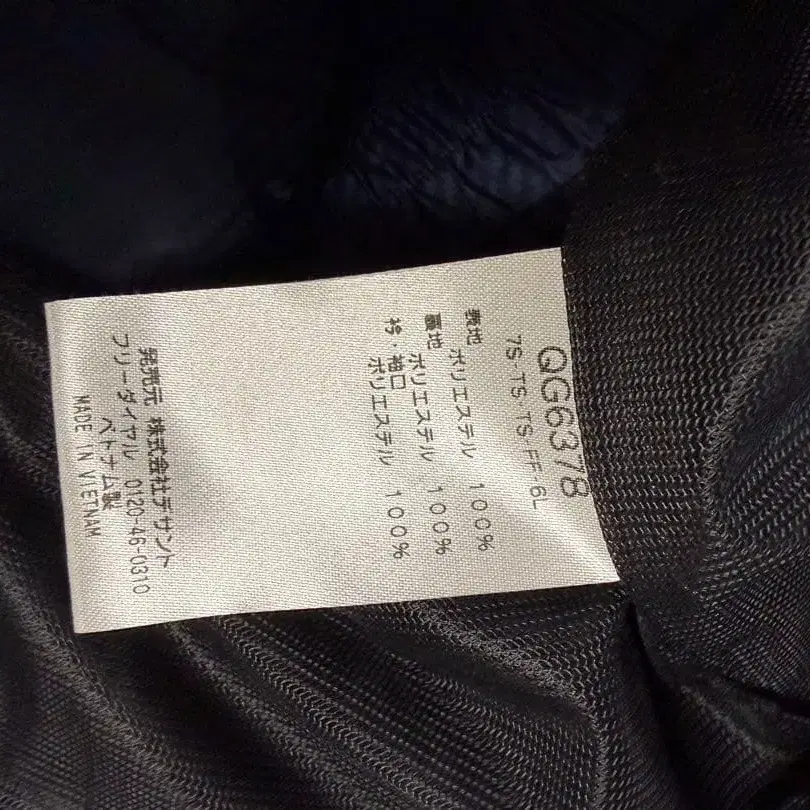 QG6378
7S-TS TS-FF-6L
表地 ポリエステル 100%
裏地 ポリエステル 100%
衿・袖口
ポリエステル 100%
発売元 株式会社デサント
フリーダイヤル 0120-46-0310
ベトナム製
MADE IN VIETNAM